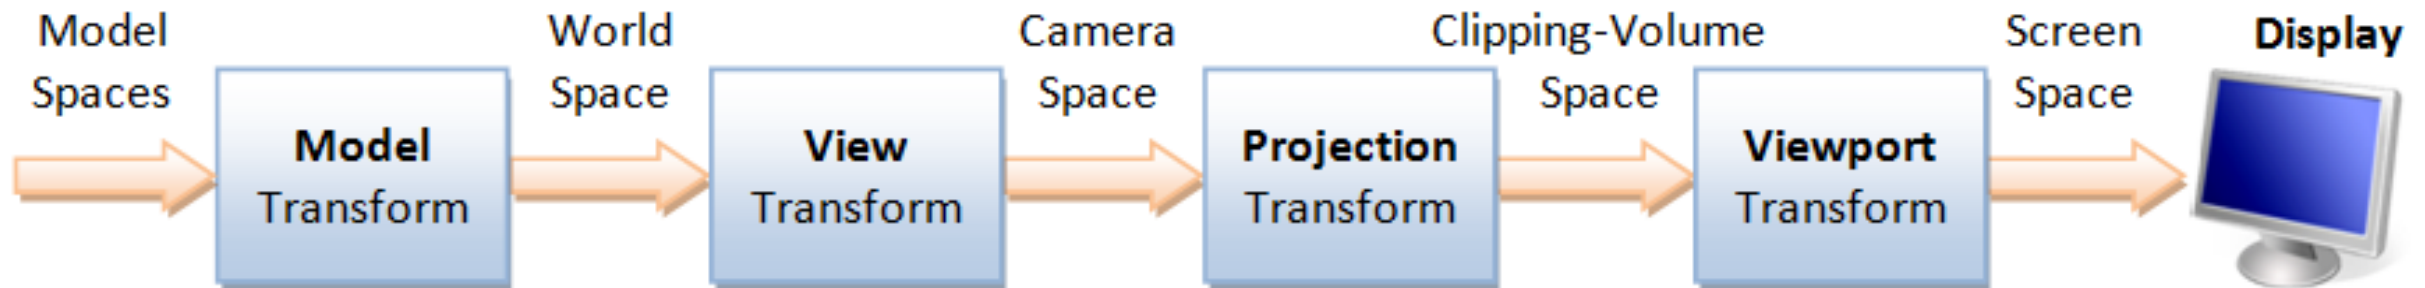 Model
Spaces
Model
Transform
World
Space
View
Transform
Camera
Space
Projection
Transform
Clipping-Volume
Space
Viewport
Transform
Screen
Space
Display